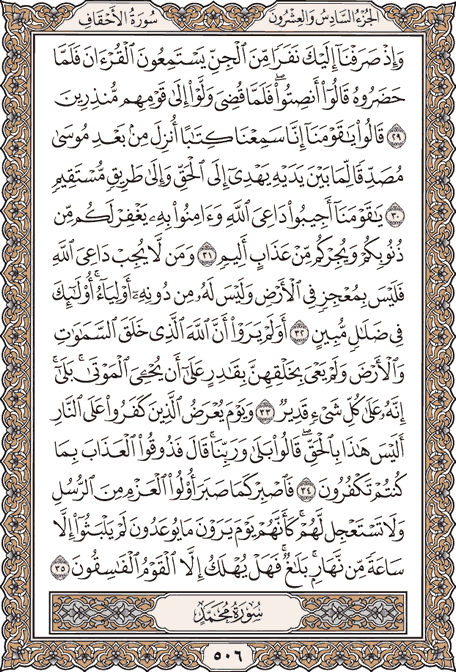 الجزء السادس والعشرون
سورة الأحقاف
وَإِذْ صَرَفْنَآ إِلَيْكَ نَفَرًا مِّنَ ٱلْجِنِّ يَسْتَمِعُونَ ٱلْقُرْءَانَ فَلَمَّا
حَضَرُوهُ قَالُوٓا۟ أَنصِتُوا۟ ۖ فَلَمَّا قُضِىَ وَلَّوْا۟ إِلَىٰ قَوْمِهِم مُّنذِرِينَ
٢٩ قَالُوا۟ يَـٰقَوْمَنَآ إِنَّا سَمِعْنَا كِتَـٰبًا أُنزِلَ مِنۢ بَعْدِ مُوسَىٰ
مُصَدِّقًا لِّمَا بَيْنَ يَدَيْهِ يَهْدِىٓ إِلَى ٱلْحَقِّ وَإِلَىٰ طَرِيقٍ مُّسْتَقِيمٍ
٣٠ يَـٰقَوْمَنَآ أَجِيبُوا۟ دَاعِىَ ٱللَّهِ وَءَامِنُوا۟ بِهِۦ يَغْفِرْ لَكُم مِّن
ذُنُوبِكُمْ وَيُجِرْكُم مِّنْ عَذَابٍ أَلِيمٍ ٣١ وَمَن لَّا يُجِبْ دَاعِىَ ٱللَّهِ
فَلَيْسَ بِمُعْجِزٍ فِى ٱلْأَرْضِ وَلَيْسَ لَهُۥ مِن دُونِهِۦٓ أَوْلِيَآءُ ۚ أُو۟لَـٰٓئِكَ
فِى ضَلَـٰلٍ مُّبِينٍ ٣٢ أَوَلَمْ يَرَوْا۟ أَنَّ ٱللَّهَ ٱلَّذِى خَلَقَ ٱلسَّمَـٰوَٰتِ
وَٱلْأَرْضَ وَلَمْ يَعْىَ بِخَلْقِهِنَّ بِقَـٰدِرٍ عَلَىٰٓ أَن يُحْـِۧىَ ٱلْمَوْتَىٰ ۚ بَلَىٰٓ
إِنَّهُۥ عَلَىٰ كُلِّ شَىْءٍ قَدِيرٌ ٣٣ وَيَوْمَ يُعْرَضُ ٱلَّذِينَ كَفَرُوا۟ عَلَى ٱلنَّارِ
أَلَيْسَ هَـٰذَا بِٱلْحَقِّ ۖ قَالُوا۟ بَلَىٰ وَرَبِّنَا ۚ قَالَ فَذُوقُوا۟ ٱلْعَذَابَ بِمَا
كُنتُمْ تَكْفُرُونَ ٣٤ فَٱصْبِرْ كَمَا صَبَرَ أُو۟لُوا۟ ٱلْعَزْمِ مِنَ ٱلرُّسُلِ
وَلَا تَسْتَعْجِل لَّهُمْ ۚ كَأَنَّهُمْ يَوْمَ يَرَوْنَ مَا يُوعَدُونَ لَمْ يَلْبَثُوٓا۟ إِلَّا
سَاعَةً مِّن نَّهَارٍۭ ۚ بَلَـٰغٌ ۚ فَهَلْ يُهْلَكُ إِلَّا ٱلْقَوْمُ ٱلْفَـٰسِقُونَ ٣٥
سورة محمد
٥٠٦